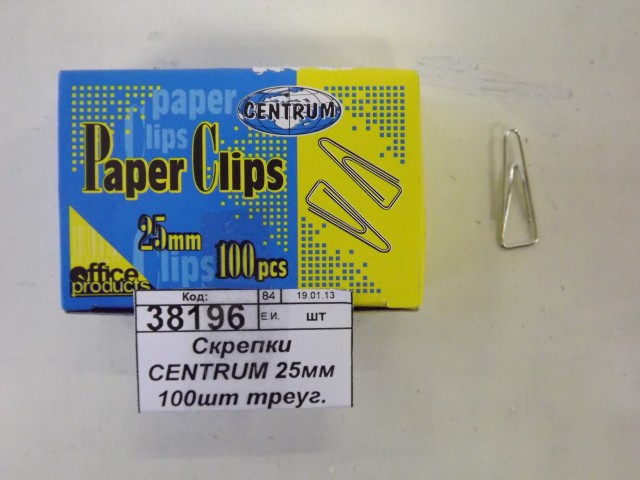 paper
Clips
CENTRUM
Paper Clips
25mm
100pcs
Clips
office
products
Код:
84
19.01.13
38196
Е.И.
шт
Скрепки
CENTRUM 25мм
100шт треуг.